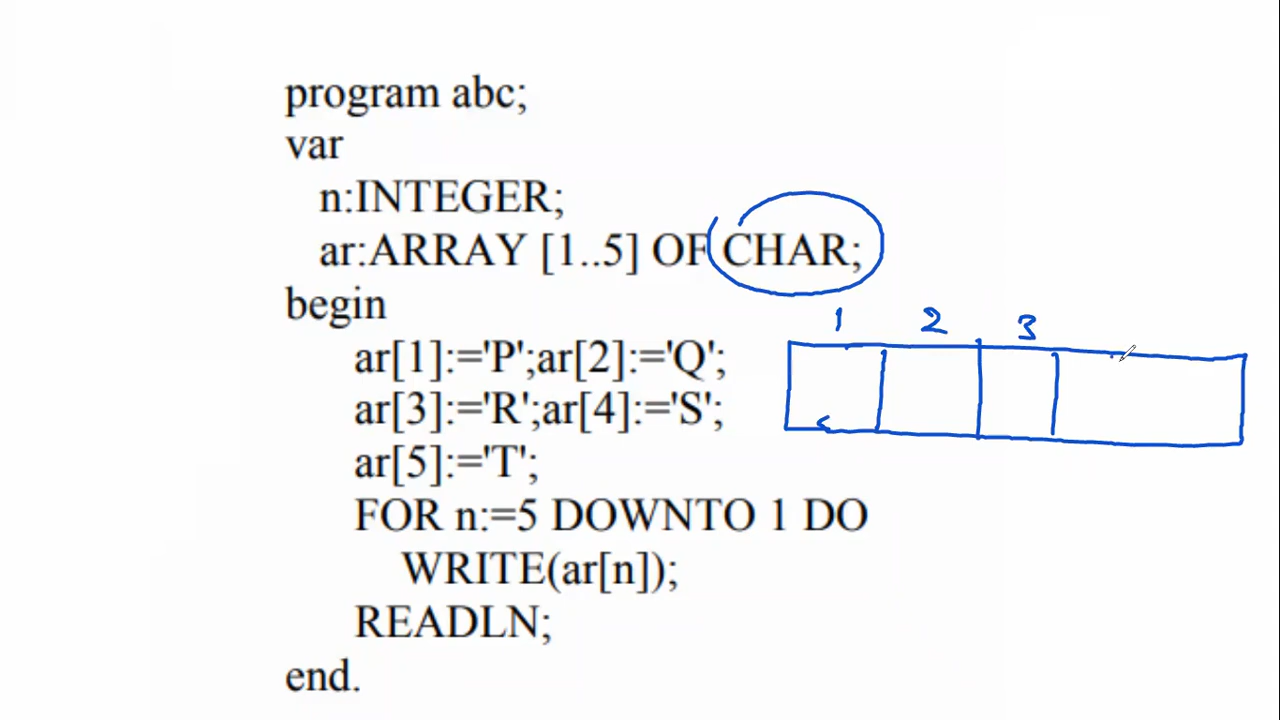 program abc;
var
n:INTEGER;
ar:ARRAY [1..5] OF CHAR;
begin
1 2 3
ar[1]:='P';ar[2]:='Q';
ar[3]:='R';ar[4]:='S';
ar[5]:='T';
FOR n:=5 DOWNTO 1 DO
WRITE(ar[n]);
READLN;
end.